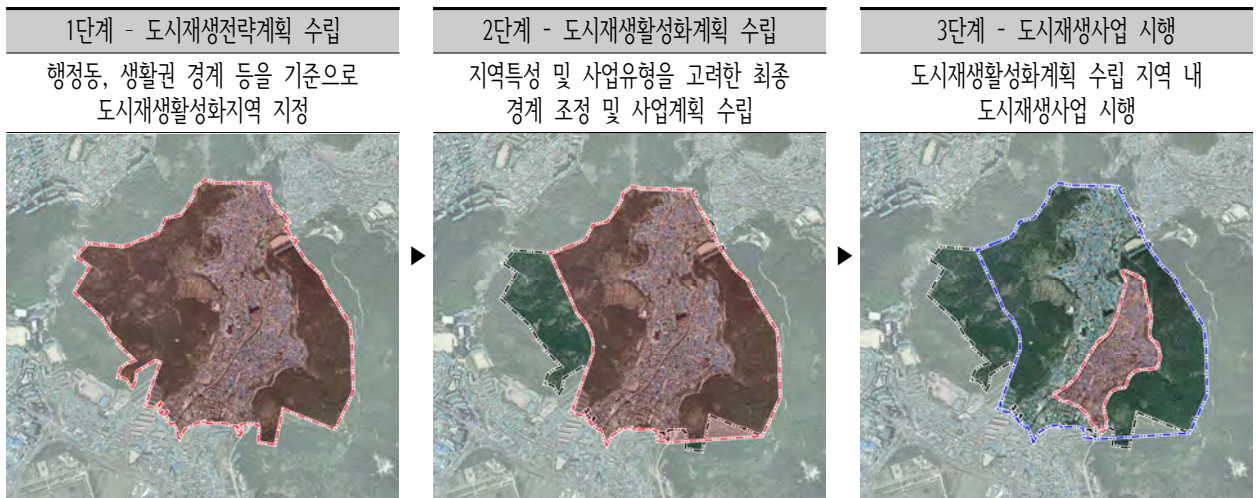 1단계 - 도시재생전략계획 수립
행정동, 생활권 경계 등을 기준으로
도시재생활성화지역 지정
▶
2단계 - 도시재생활성화계획 수립
지역특성 및 사업유형을 고려한 최종
경계 조정 및 사업계획 수립
▶
3단계 - 도시재생사업 시행
도시재생활성화계획 수립 지역 내
도시재생사업 시행